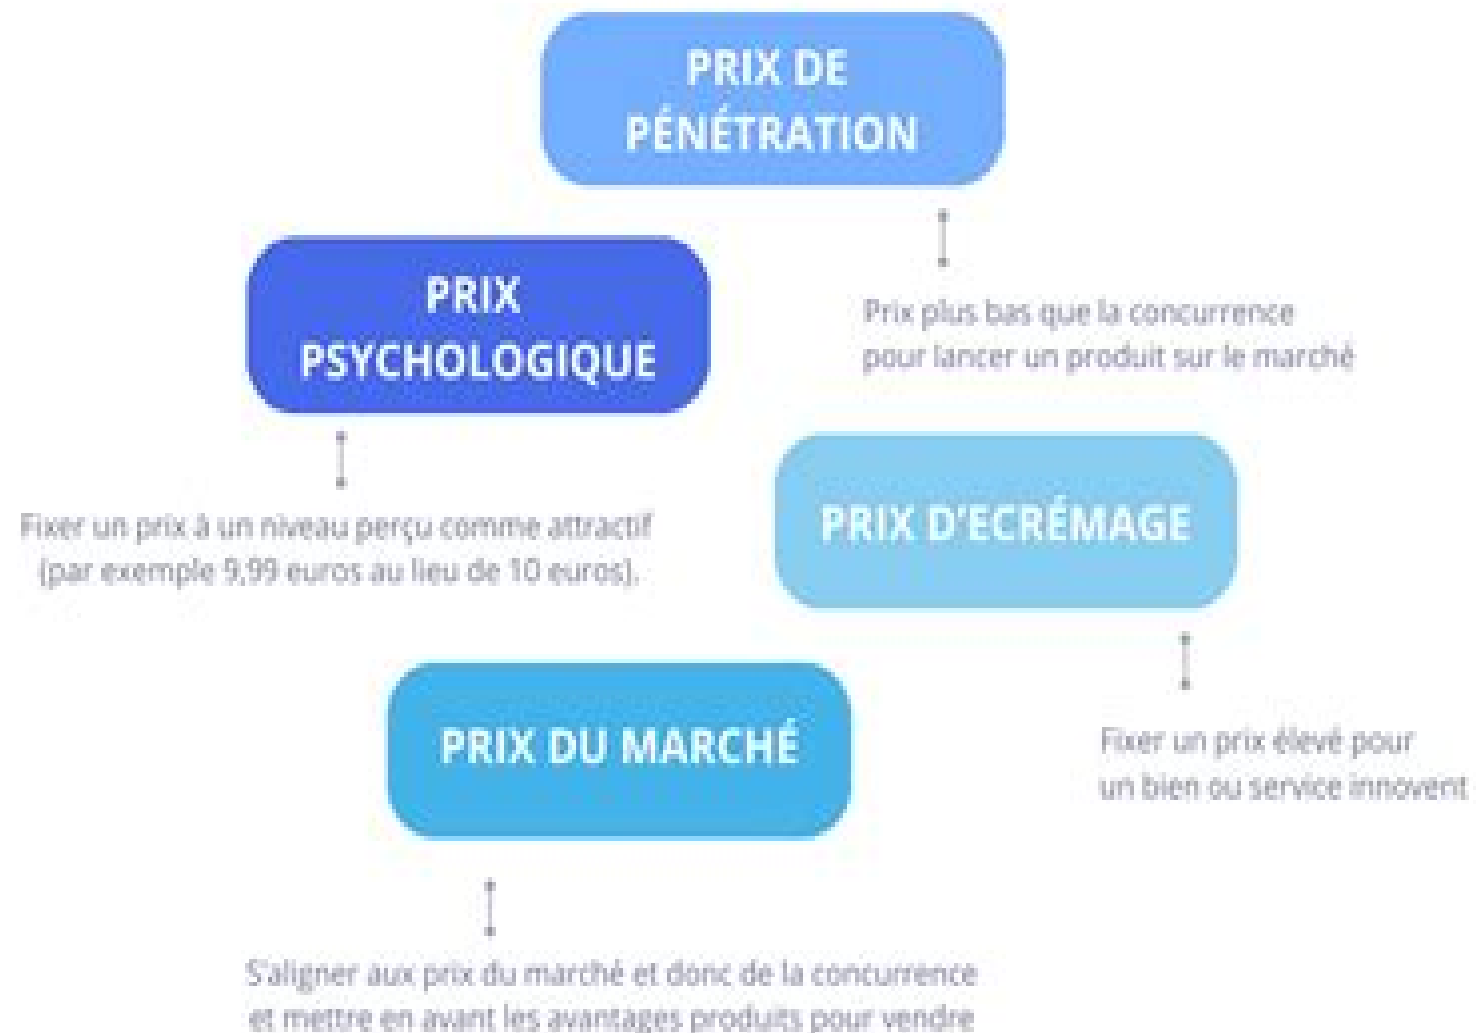 PRIX DE
PÉNÉTRATION
Prix plus bas que la concurrence
pour lancer un produit sur le marché
PRIX
PSYCHOLOGIQUE
Fixer un prix à un niveau perçu comme attractif
(par exemple 9,99 euros au lieu de 10 euros).
PRIX D'ECRÉMAGE
Fixer un prix élevé pour
un bien ou service innovent
PRIX DU MARCHÉ
S'aligner aux prix du marché et donc de la concurrence
et mettre en avant les avantages produits pour vendre